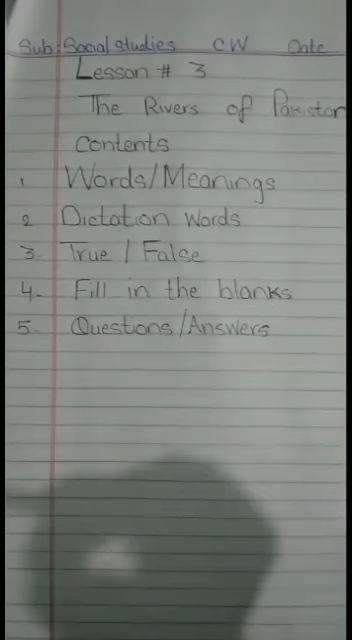 Sub: Social studies CW Date
Lesson # 3
The Rivers of Pakistan
Contents
1 Words/Meanings
2 Dictation words
3- True / False
4- Fill in the blanks
5- Questions/Answers